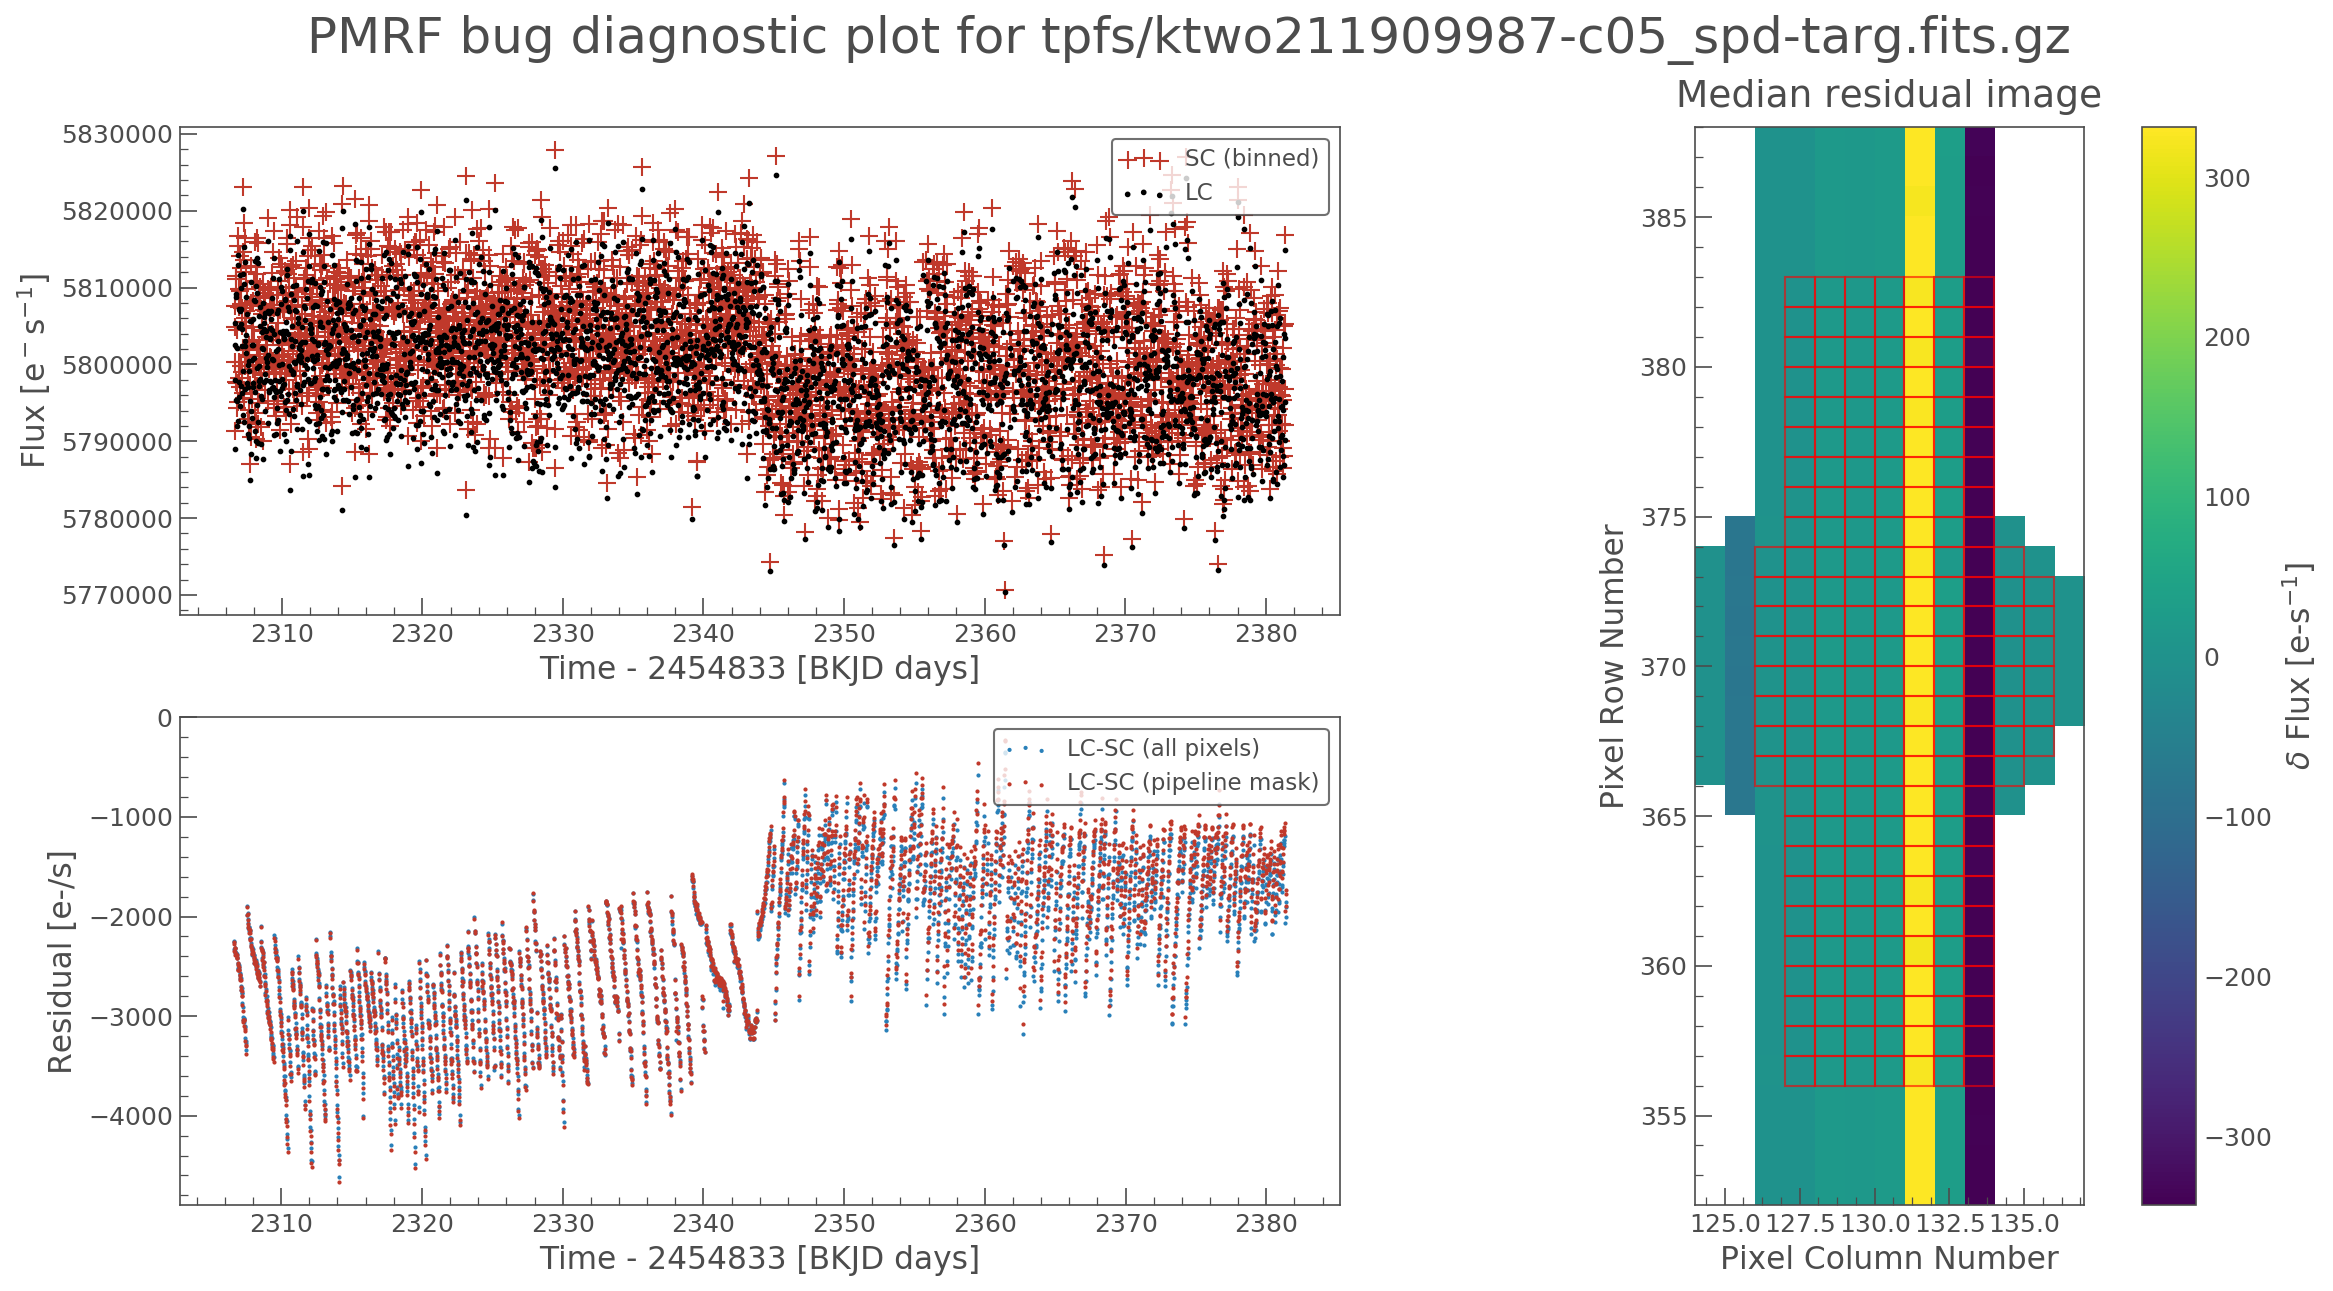 PMRF bug diagnostic plot for tpfs/ktwo211909987-c05_spd-targ.fits.gz
5830000
5820000
5810000
5800000
5790000
5780000
5770000
Flux [e⁻ s⁻¹]
SC (binned)
LC
2310 2320 2330 2340 2350 2360 2370 2380
Time - 2454833 [BKJD days]
0
−1000
−2000
−3000
−4000
Residual [e-/s]
LC-SC (all pixels)
LC-SC (pipeline mask)
2310 2320 2330 2340 2350 2360 2370 2380
Time - 2454833 [BKJD days]
Median residual image
385
380
375
370
365
360
355
Pixel Row Number
125.0 127.5 130.0 132.5 135.0
Pixel Column Number
300
200
100
0
−100
−200
−300
δ Flux [e-s⁻¹]